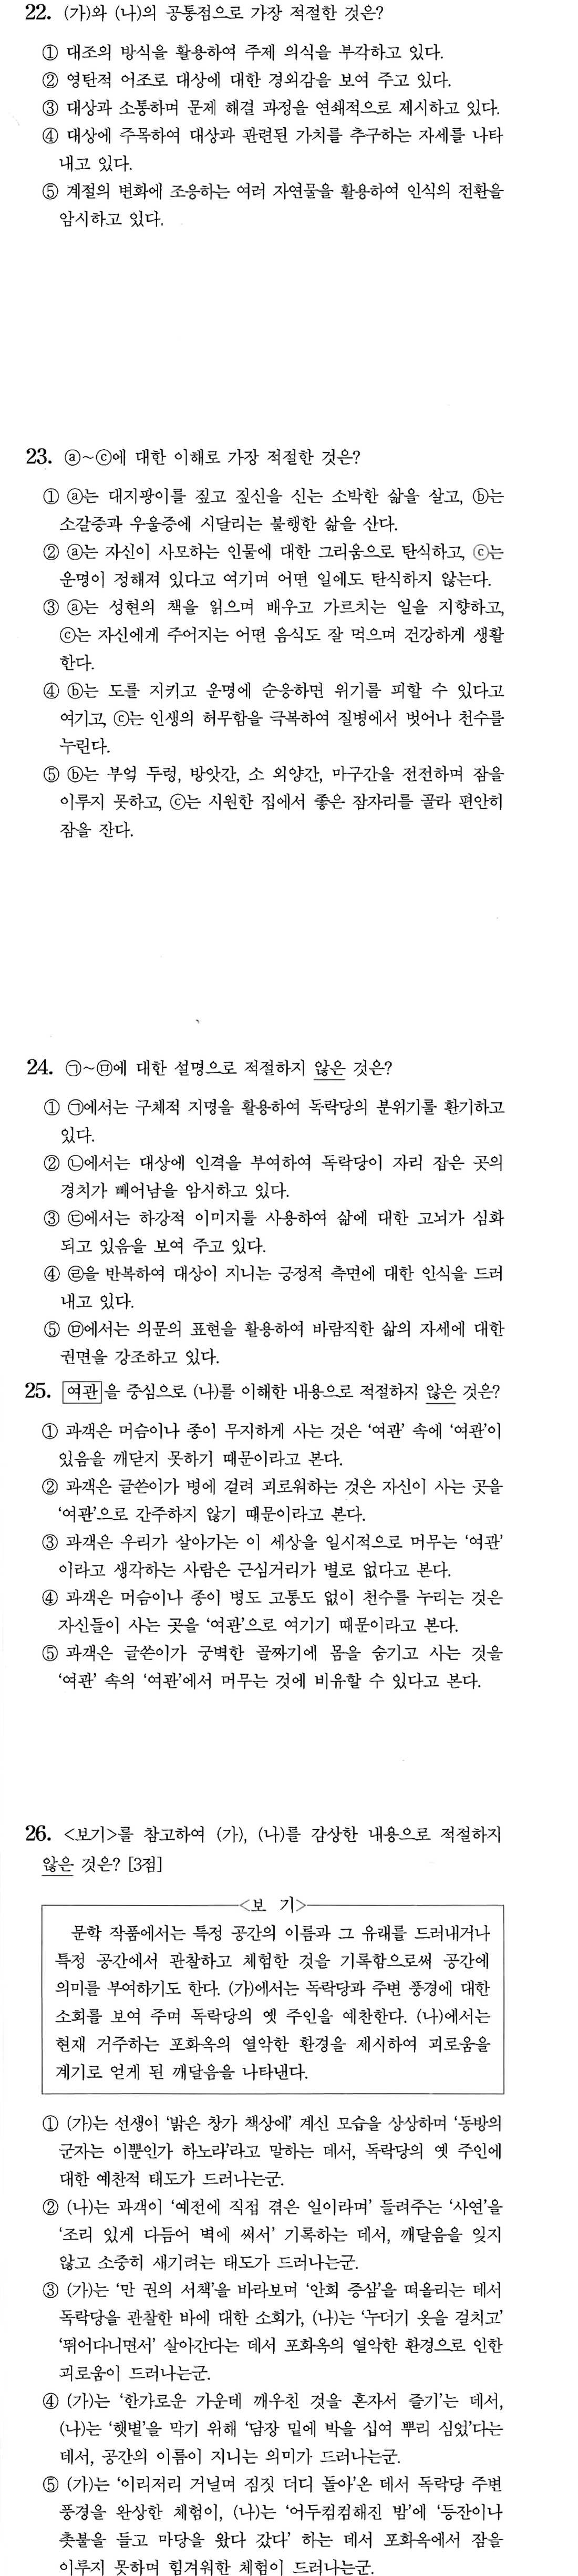 22. (가)와 (나)의 공통점으로 가장 적절한 것은?
① 대조의 방식을 활용하여 주제 의식을 부각하고 있다.
② 영탄적 어조로 대상에 대한 경외감을 보여 주고 있다.
③ 대상과 소통하며 문제 해결 과정을 연쇄적으로 제시하고 있다.
④ 대상에 주목하여 대상과 관련된 가치를 추구하는 자세를 나타
내고 있다.
⑤ 계절의 변화에 조응하는 여러 자연물을 활용하여 인식의 전환을
암시하고 있다.
23. ⓐ~ⓒ에 대한 이해로 가장 적절한 것은?
① ⓐ는 대지팡이를 짚고 짚신을 신는 소박한 삶을 살고, ⓑ는
소갈증과 우울증에 시달리는 불행한 삶을 산다.
② ⓐ는 자신이 사모하는 인물에 대한 그리움으로 탄식하고, ⓒ는
운명이 정해져 있다고 여기며 어떤 일에도 탄식하지 않는다.
③ ⓐ는 성현의 책을 읽으며 배우고 가르치는 일을 지향하고,
ⓒ는 자신에게 주어지는 어떤 음식도 잘 먹으며 건강하게 생활
한다.
④ ⓑ는 도를 지키고 운명에 순응하면 위기를 피할 수 있다고
여기고, ⓒ는 인생의 허무함을 극복하여 질병에서 벗어나 천수를
누린다.
⑤ ⓑ는 부엌 두렁, 방앗간, 소 외양간, 마구간을 전전하며 잠을
이루지 못하고, ⓒ는 시원한 집에서 좋은 잠자리를 골라 편안히
잠을 잔다.
24. ㉠~㉤에 대한 설명으로 적절하지 않은 것은?
① ㉠에서는 구체적 지명을 활용하여 독락당의 분위기를 환기하고
있다.
② ㉡에서는 대상에 인격을 부여하여 독락당이 자리 잡은 곳의
경치가 빼어남을 암시하고 있다.
③ ㉢에서는 하강적 이미지를 사용하여 삶에 대한 고뇌가 심화
되고 있음을 보여 주고 있다.
④ ㉣을 반복하여 대상이 지니는 긍정적 측면에 대한 인식을 드러
내고 있다.
⑤ ㉤에서는 의문의 표현을 활용하여 바람직한 삶의 자세에 대한
권면을 강조하고 있다.
25. 여관을 중심으로 (나)를 이해한 내용으로 적절하지 않은 것은?
① 과객은 머슴이나 종이 무지하게 사는 것은 '여관' 속에 '여관'이
있음을 깨닫지 못하기 때문이라고 본다.
② 과객은 글쓴이가 병에 걸려 괴로워하는 것은 자신이 사는 곳을
'여관'으로 간주하지 않기 때문이라고 본다.
③ 과객은 우리가 살아가는 이 세상을 일시적으로 머무는 '여관'
이라고 생각하는 사람은 근심거리가 별로 없다고 본다.
④ 과객은 머슴이나 종이 병도 고통도 없이 천수를 누리는 것은
자신들이 사는 곳을 '여관'으로 여기기 때문이라고 본다.
⑤ 과객은 글쓴이가 궁벽한 골짜기에 몸을 숨기고 사는 것을
'여관' 속의 '여관'에서 머무는 것에 비유할 수 있다고 본다.
26. <보기>를 참고하여 (가), (나)를 감상한 내용으로 적절하지
않은 것은? [3점]
<보 기>
문학 작품에서는 특정 공간의 이름과 그 유래를 드러내거나
특정 공간에서 관찰하고 체험한 것을 기록함으로써 공간에
의미를 부여하기도 한다. (가)에서는 독락당과 주변 풍경에 대한
소회를 보여 주며 독락당의 옛 주인을 예찬한다. (나)에서는
현재 거주하는 포화옥의 열악한 환경을 제시하여 괴로움을
계기로 얻게 된 깨달음을 나타낸다.
① (가)는 선생이 '밝은 창가 책상에' 계신 모습을 상상하며 '동방의
군자는 이뿐인가 하노라'라고 말하는 데서, 독락당의 옛 주인에
대한 예찬적 태도가 드러나는군.
② (나)는 과객이 '예전에 직접 겪은 일이라며' 들려주는 '사연'을
'조리 있게 다듬어 벽에 써서' 기록하는 데서, 깨달음을 잊지
않고 소중히 새기려는 태도가 드러나는군.
③ (가)는 '만 권의 서책'을 바라보며 '안회 증삼'을 떠올리는 데서
독락당을 관찰한 바에 대한 소회가, (나)는 '누더기 옷을 걸치고'
'뛰어다니면서' 살아간다는 데서 포화옥의 열악한 환경으로 인한
괴로움이 드러나는군.
④ (가)는 '한가로운 가운데 깨우친 것을 혼자서 즐기'는 데서,
(나)는 '햇볕'을 막기 위해 '담장 밑에 박을 십여 뿌리 심었'다는
데서, 공간의 이름이 지니는 의미가 드러나는군.
⑤ (가)는 '이리저리 거닐며 짐짓 더디 돌아'온 데서 독락당 주변
풍경을 완상한 체험이, (나)는 '어두컴컴해진 밤'에 '등잔이나
촛불을 들고 마당을 왔다 갔다' 하는 데서 포화옥에서 잠을
이루지 못하며 힘겨워한 체험이 드러나는군.